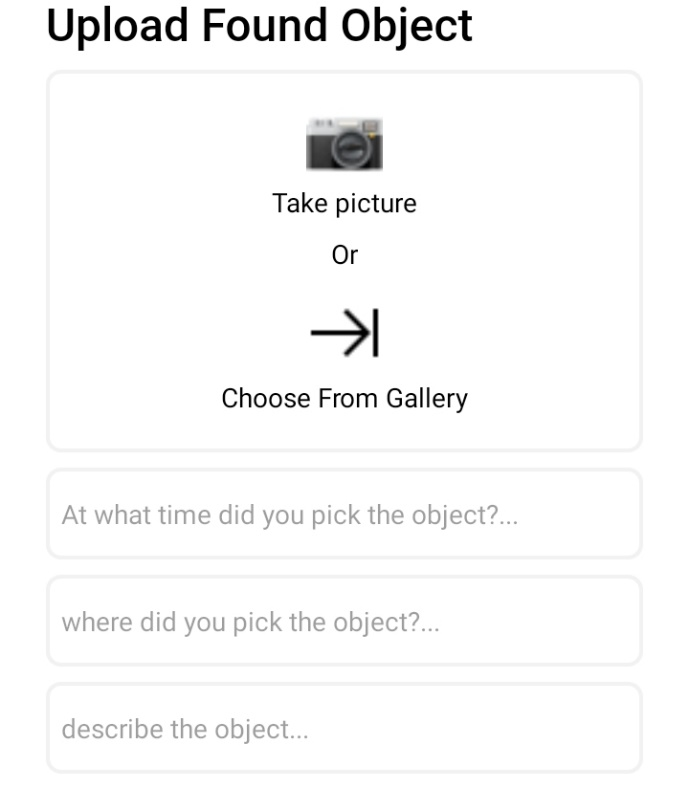 Upload Found Object
Take picture
Or
Choose From Gallery
At what time did you pick the object?...
where did you pick the object?...
describe the object...